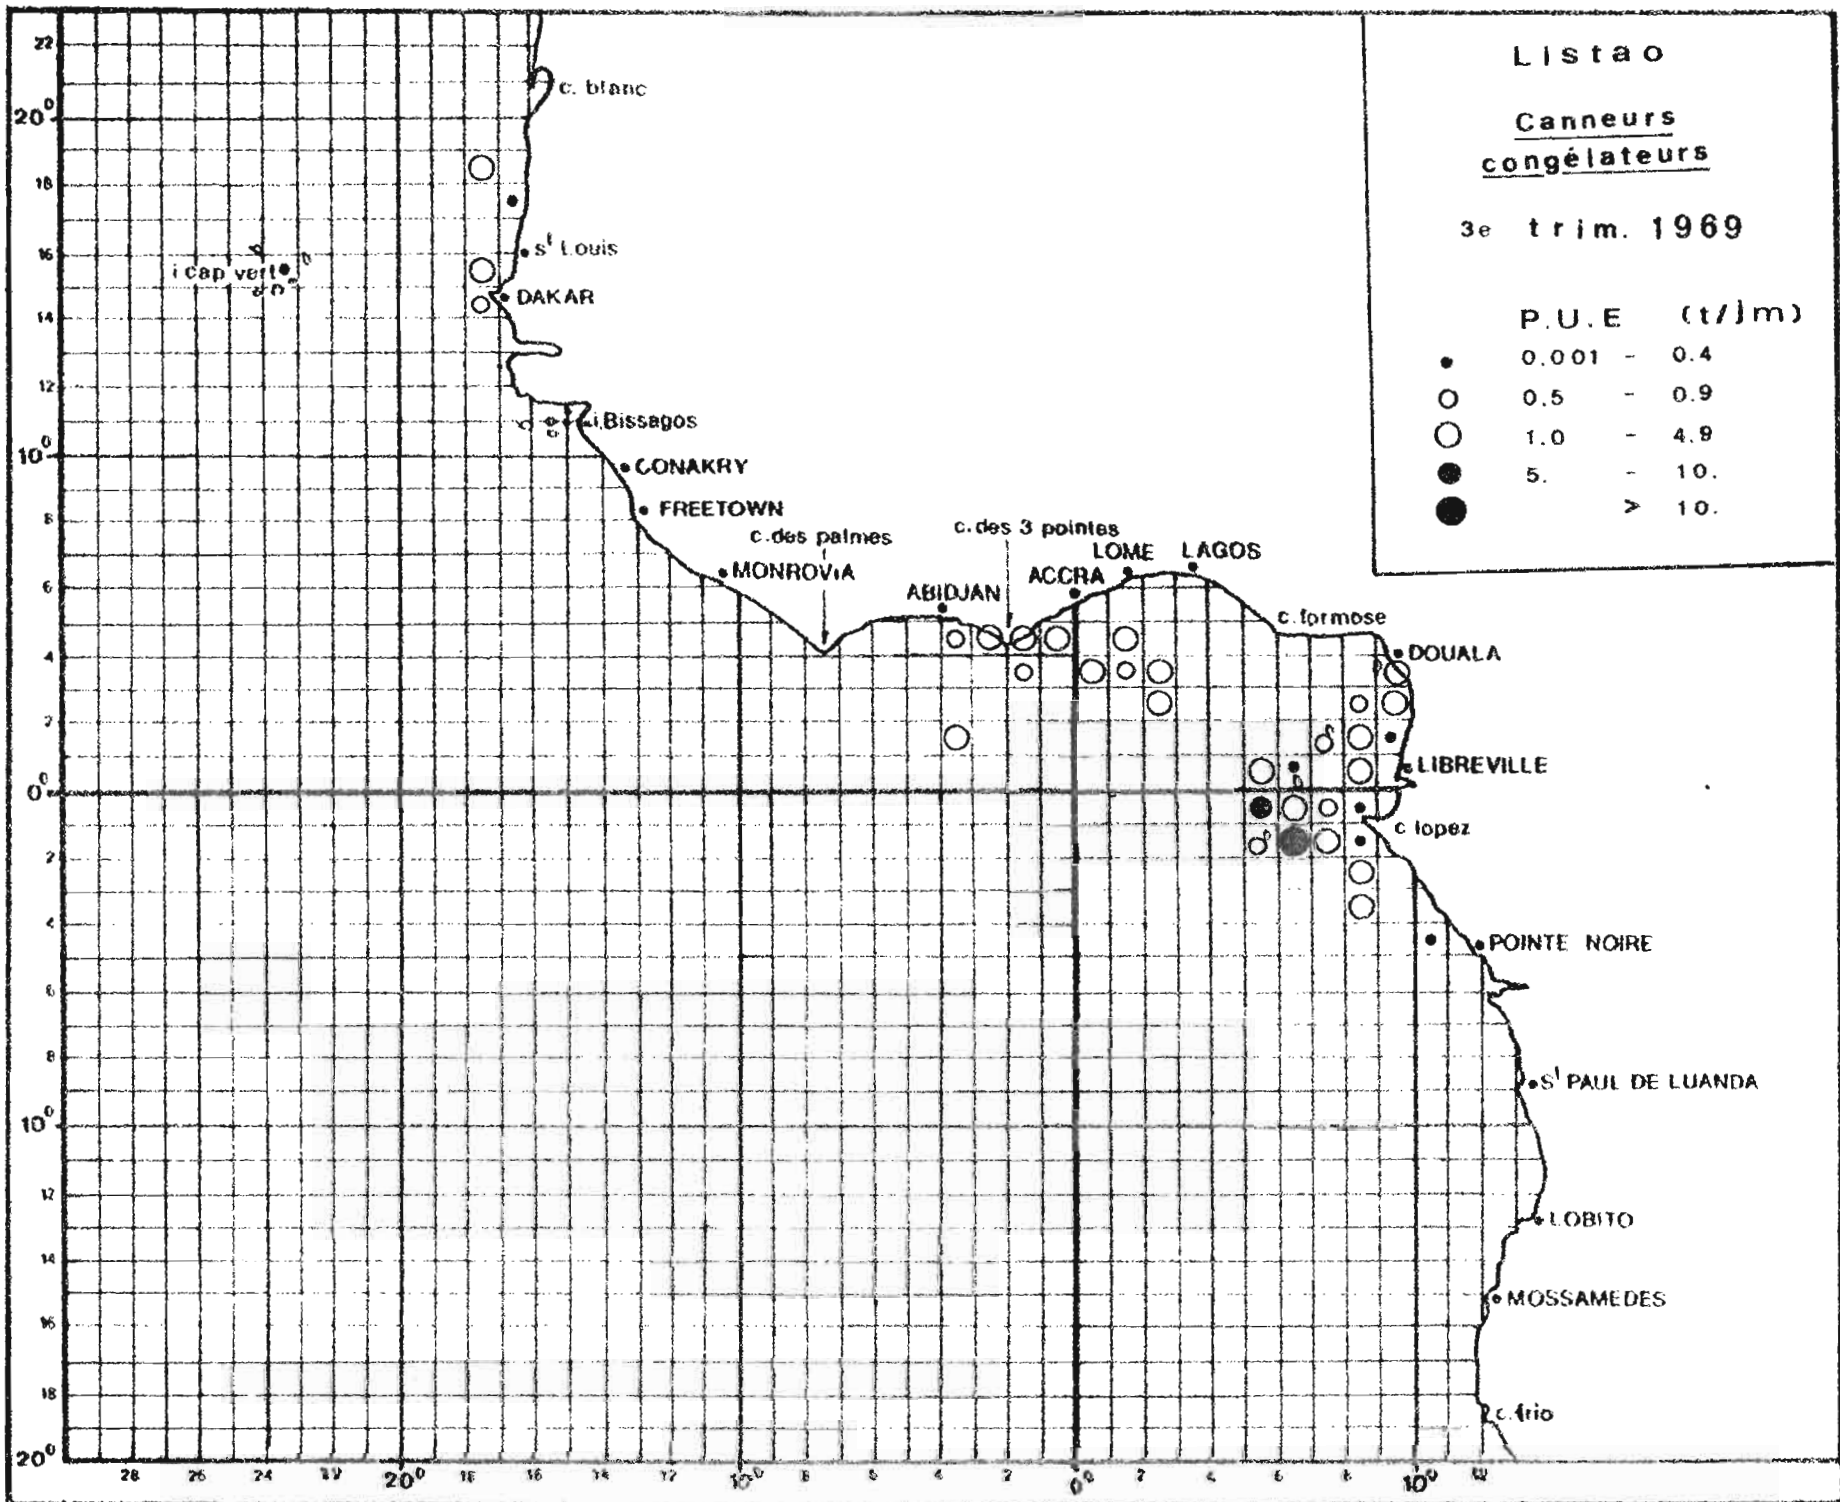 Listao
Canneurs
congélateurs
3e trim. 1969
P.U.E (t/jm)
0.001 - 0.4
0.5 - 0.9
1.0 - 4.9
5. - 10.
> 10.
c. blanc
st Louis
i cap vert
DAKAR
i. Bissagos
CONAKRY
FREETOWN
c. des palmes
c. des 3 pointes
MONROVIA
ABIDJAN
ACCRA
LOME
LAGOS
c. formose
DOUALA
LIBREVILLE
c lopez
POINTE NOIRE
st PAUL DE LUANDA
LOBITO
MOSSAMEDES
c. frio
22
20°
18
16
14
12
10°
8
6
4
2
0°
2
4
6
8
10°
12
14
16
18
20°
28 26 24 22 20° 18 16 14 12 10° 8 6 4 2 0° 2 4 6 8 10° 12